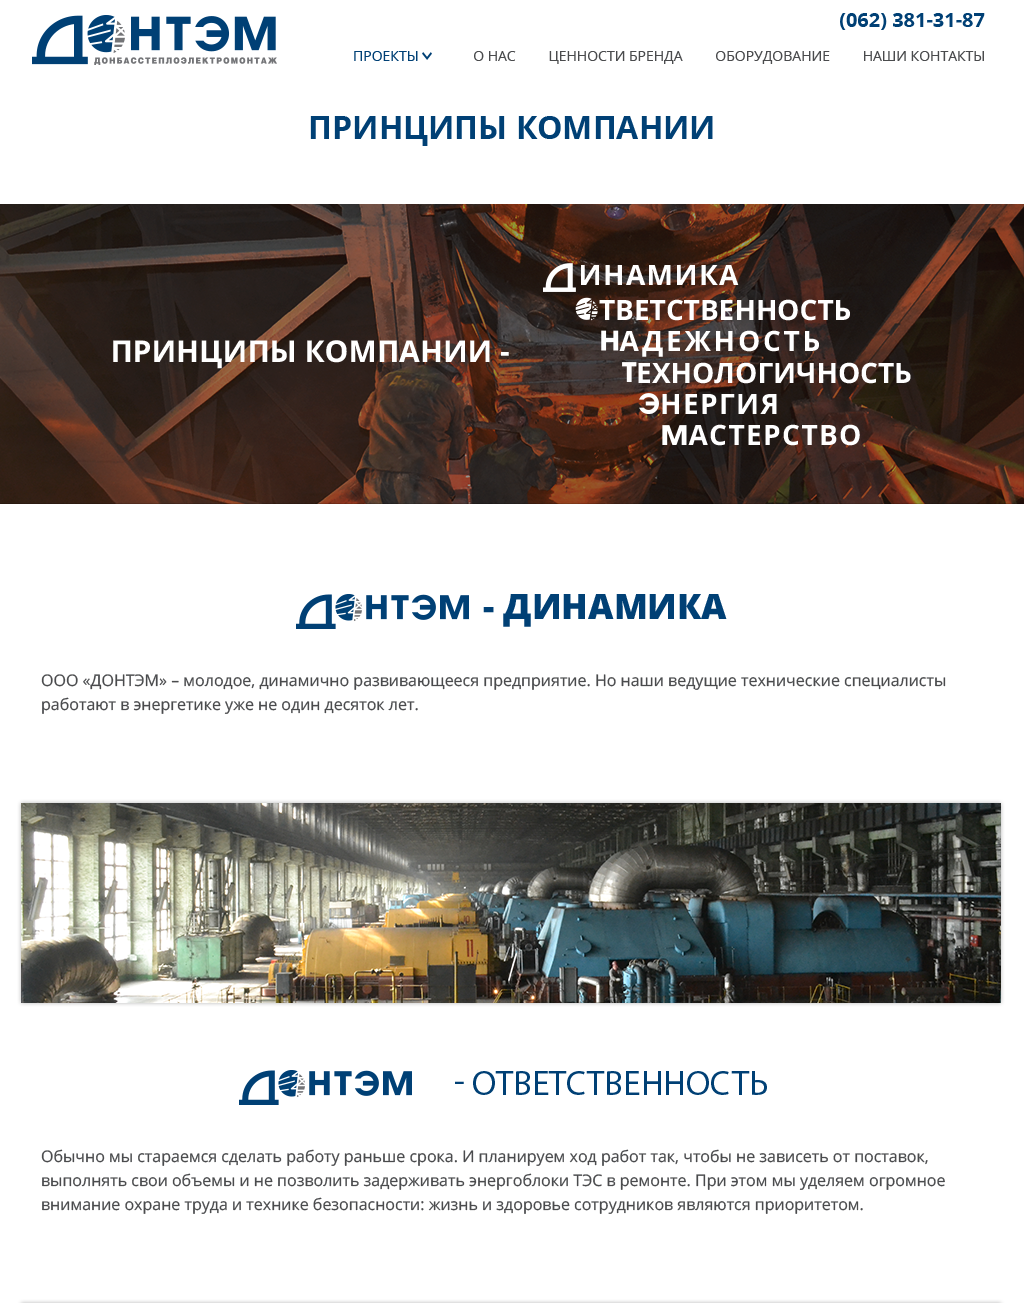 ДОНТЭМ
ДОНБАССТЕПЛОЭЛЕКТРОМОНТАЖ
(062) 381-31-87
ПРОЕКТЫ О НАС ЦЕННОСТИ БРЕНДА ОБОРУДОВАНИЕ НАШИ КОНТАКТЫ
ПРИНЦИПЫ КОМПАНИИ
ПРИНЦИПЫ КОМПАНИИ -
ДИНАМИКА
ОТВЕТСТВЕННОСТЬ
НАДЕЖНОСТЬ
ТЕХНОЛОГИЧНОСТЬ
ЭНЕРГИЯ
МАСТЕРСТВО
ДОНТЭМ - ДИНАМИКА
ООО «ДОНТЭМ» – молодое, динамично развивающееся предприятие. Но наши ведущие технические специалисты
работают в энергетике уже не один десяток лет.
11
ДОНТЭМ - ОТВЕТСТВЕННОСТЬ
Обычно мы стараемся сделать работу раньше срока. И планируем ход работ так, чтобы не зависеть от поставок,
выполнять свои объемы и не позволить задерживать энергоблоки ТЭС в ремонте. При этом мы уделяем огромное
внимание охране труда и технике безопасности: жизнь и здоровье сотрудников являются приоритетом.